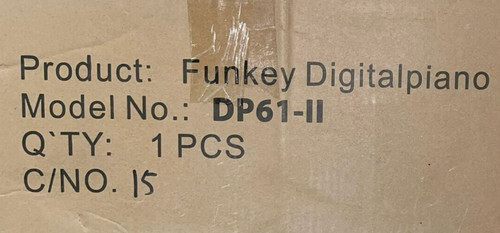 Product: Funkey Digitalpiano
Model No.: DP61-II
Q`TY: 1 PCS
C/NO. 15